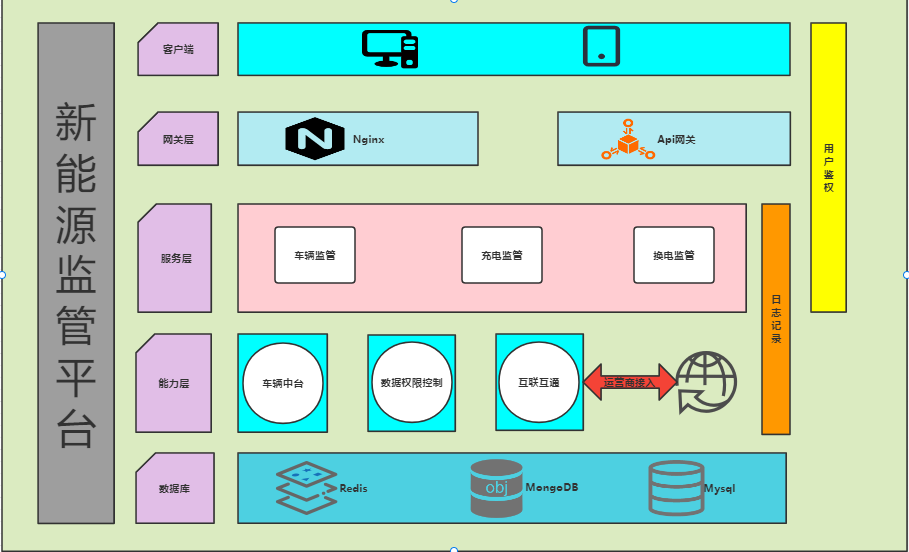 新能源监管平台
客户端
网关层
Nginx
Api网关
用户鉴权
服务层
车辆监管
充电监管
换电监管
日志记录
能力层
车辆中台
数据权限控制
互联互通
运营商接入
数据库
Redis
obj
MongoDB
Mysql